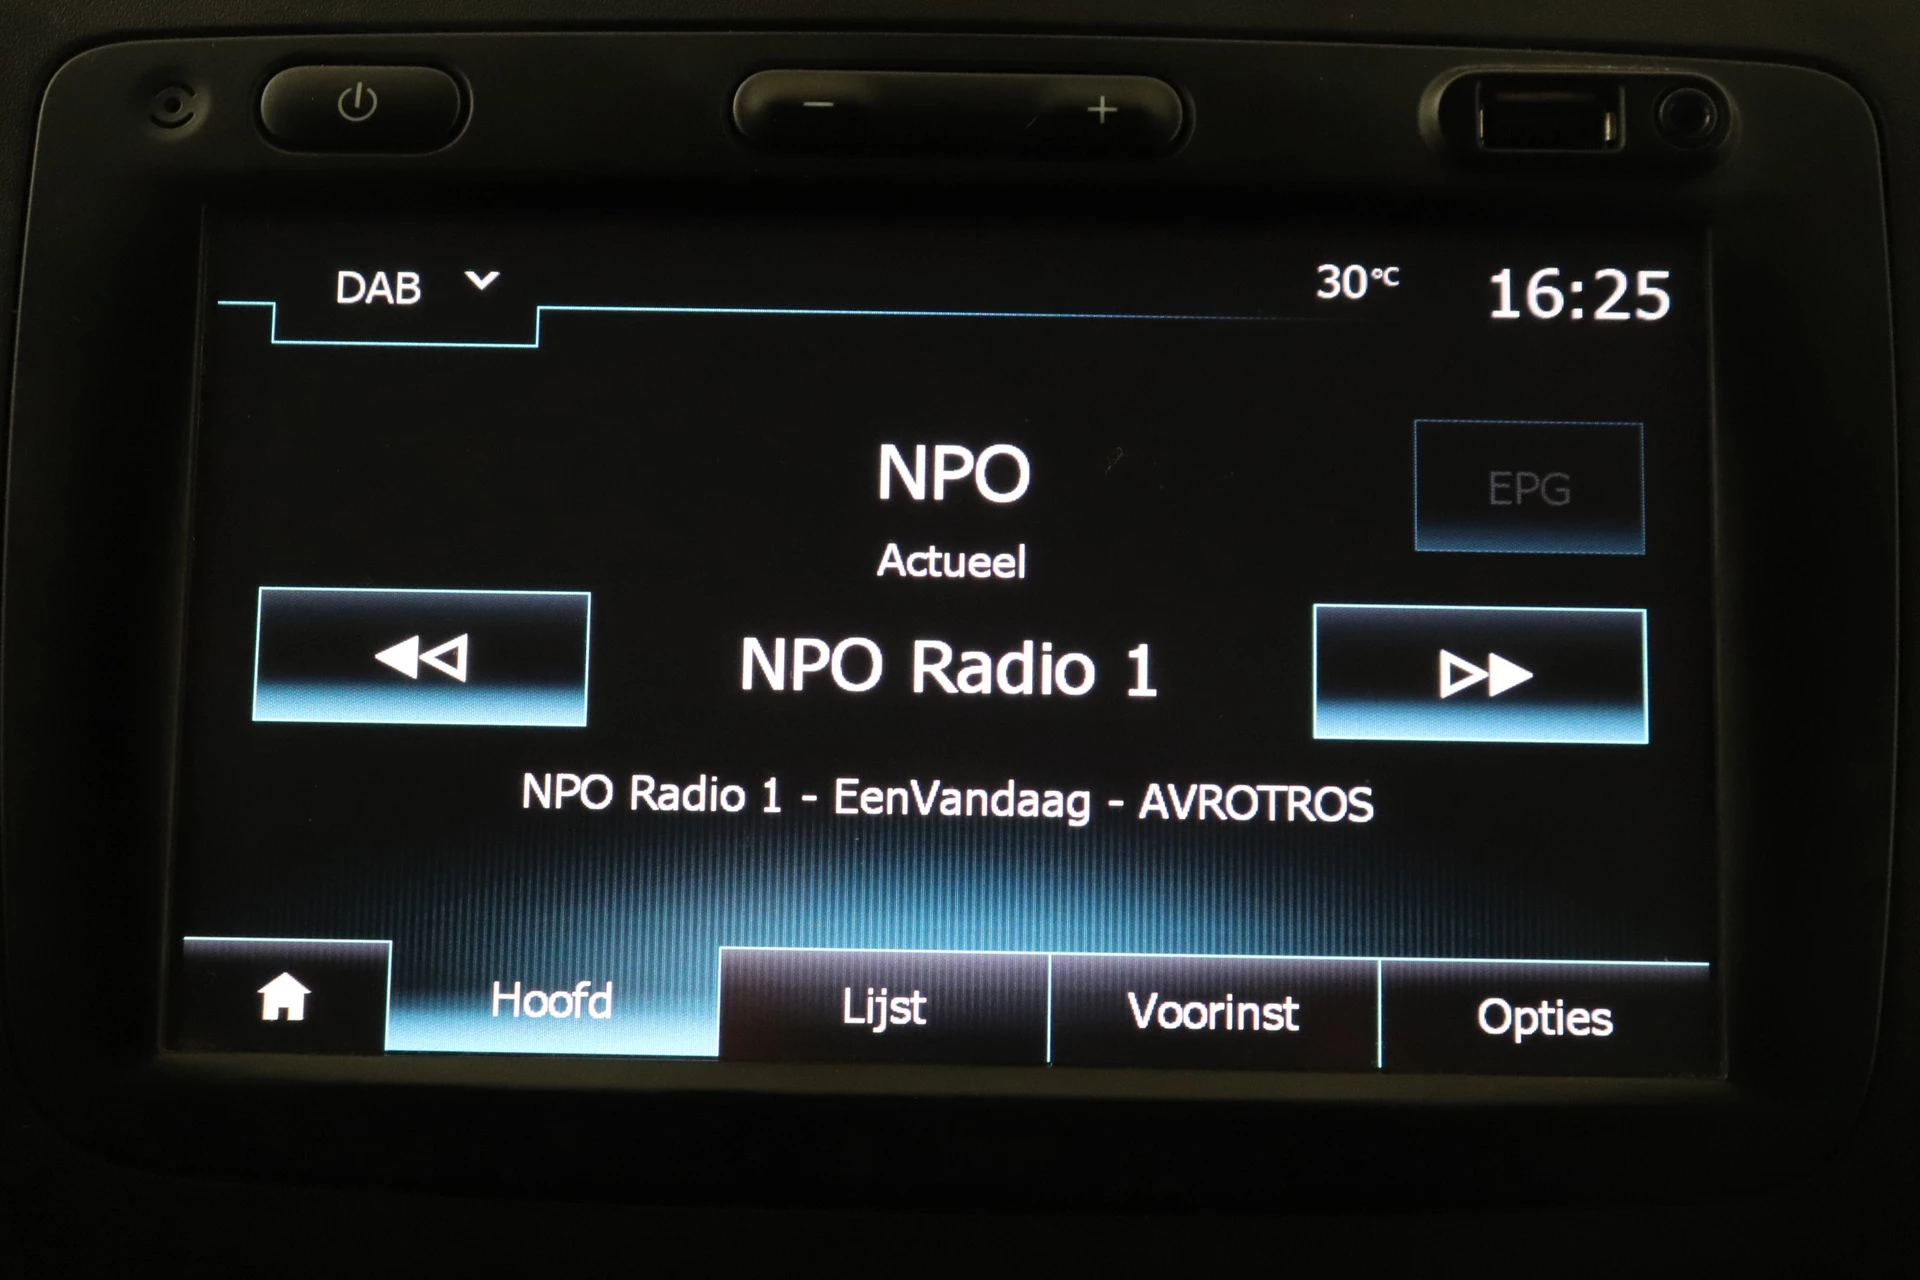 DAB
30°C
16:25
NPO
EPG
Actueel
NPO Radio 1
NPO Radio 1 - EenVandaag - AVROTROS
Hoofd
Lijst
Voorinst
Opties